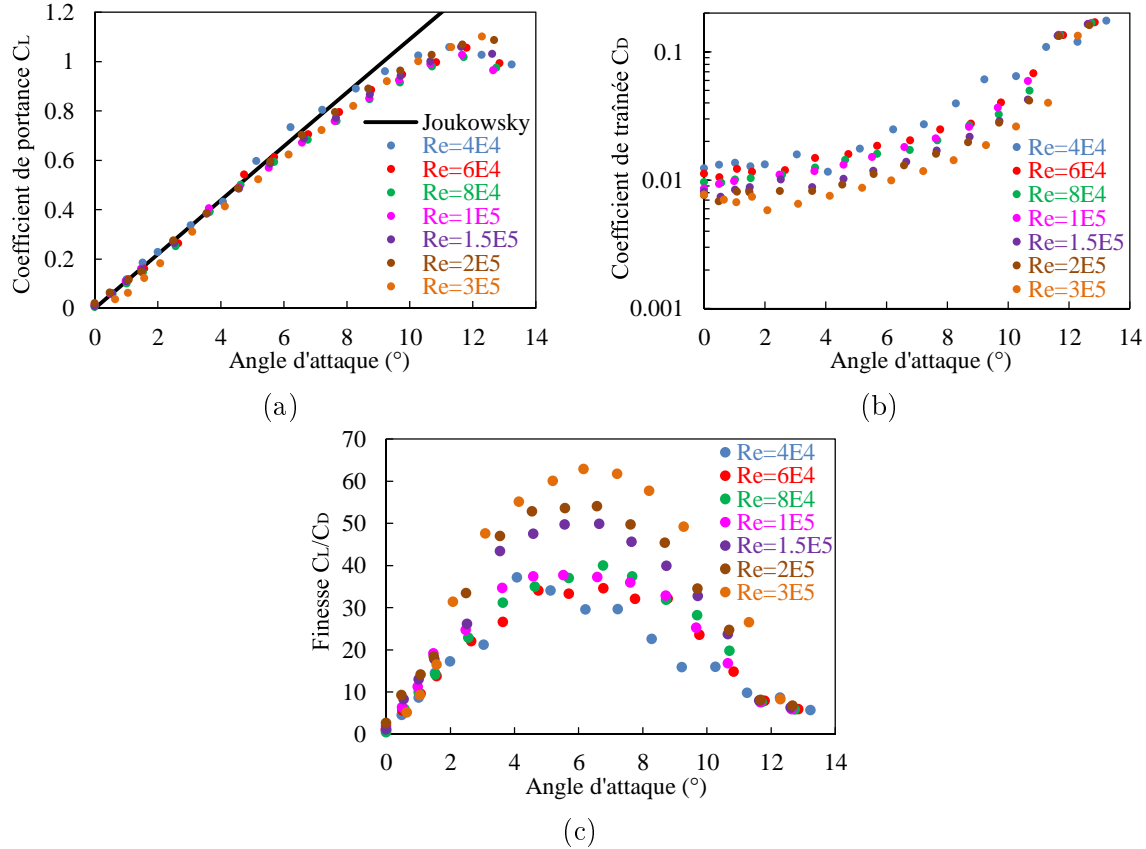 Coefficient de portance CL
1.2
1
0.8
0.6
0.4
0.2
0
0 2 4 6 8 10 12 14
Angle d'attaque (°)
Joukowsky
Re=4E4
Re=6E4
Re=8E4
Re=1E5
Re=1.5E5
Re=2E5
Re=3E5
(a)
Coefficient de traînée CD
0.1
0.01
0.001
0 2 4 6 8 10 12 14
Angle d'attaque (°)
Re=4E4
Re=6E4
Re=8E4
Re=1E5
Re=1.5E5
Re=2E5
Re=3E5
(b)
Finesse CL/CD
70
60
50
40
30
20
10
0
0 2 4 6 8 10 12 14
Angle d'attaque (°)
Re=4E4
Re=6E4
Re=8E4
Re=1E5
Re=1.5E5
Re=2E5
Re=3E5
(c)